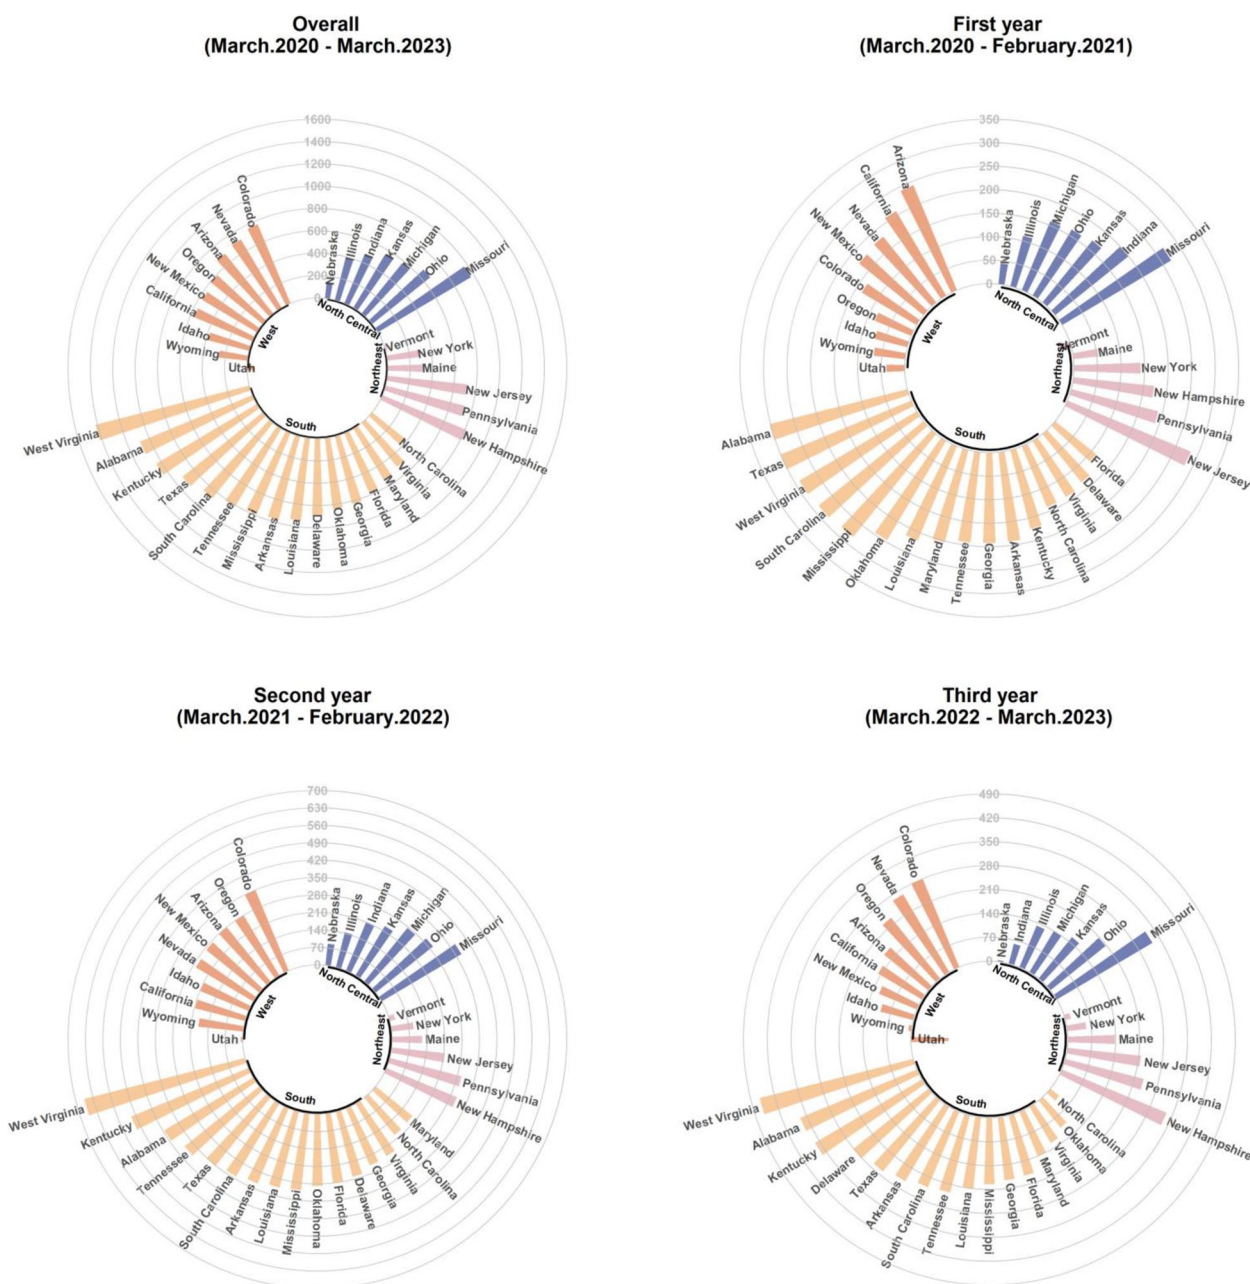 Overall
(March.2020 - March.2023)
1600
1400
1200
1000
800
600
400
200
0
Nebraska
Illinois
Indiana
Kansas
Michigan
Ohio
Missouri
North Central
Vermont
New York
Maine
New Jersey
Pennsylvania
New Hampshire
Northeast
North Carolina
Virginia
Maryland
Florida
Georgia
Oklahoma
Delaware
Louisiana
Arkansas
Mississippi
Tennessee
South Carolina
Texas
Kentucky
Alabama
West Virginia
South
Utah
Wyoming
Idaho
California
New Mexico
Oregon
Arizona
Nevada
Colorado
West
First year
(March.2020 - February.2021)
350
300
250
200
150
100
50
0
Nebraska
Illinois
Michigan
Ohio
Kansas
Indiana
Missouri
North Central
Vermont
Maine
New York
New Hampshire
Pennsylvania
New Jersey
Northeast
Florida
Delaware
Virginia
North Carolina
Kentucky
Arkansas
Georgia
Tennessee
Maryland
Louisiana
Oklahoma
Mississippi
South Carolina
West Virginia
Texas
Alabama
South
Utah
Wyoming
Idaho
Oregon
Colorado
New Mexico
Nevada
California
Arizona
West
Second year
(March.2021 - February.2022)
700
630
560
490
420
350
280
210
140
70
0
Nebraska
Illinois
Indiana
Kansas
Michigan
Ohio
Missouri
North Central
Vermont
New York
Maine
New Jersey
Pennsylvania
New Hampshire
Northeast
Maryland
North Carolina
Virginia
Georgia
Delaware
Florida
Oklahoma
Mississippi
Louisiana
Arkansas
South Carolina
Texas
Tennessee
Alabama
Kentucky
West Virginia
South
Utah
Wyoming
California
Idaho
Nevada
New Mexico
Arizona
Oregon
Colorado
West
Third year
(March.2022 - March.2023)
490
420
350
280
210
140
70
0
Nebraska
Indiana
Illinois
Michigan
Kansas
Ohio
Missouri
North Central
Vermont
New York
Maine
New Jersey
Pennsylvania
New Hampshire
Northeast
North Carolina
Oklahoma
Virginia
Maryland
Florida
Georgia
Mississippi
Louisiana
Tennessee
South Carolina
Arkansas
Texas
Delaware
Kentucky
Alabama
West Virginia
South
Utah
Wyoming
Idaho
New Mexico
California
Arizona
Oregon
Nevada
Colorado
West